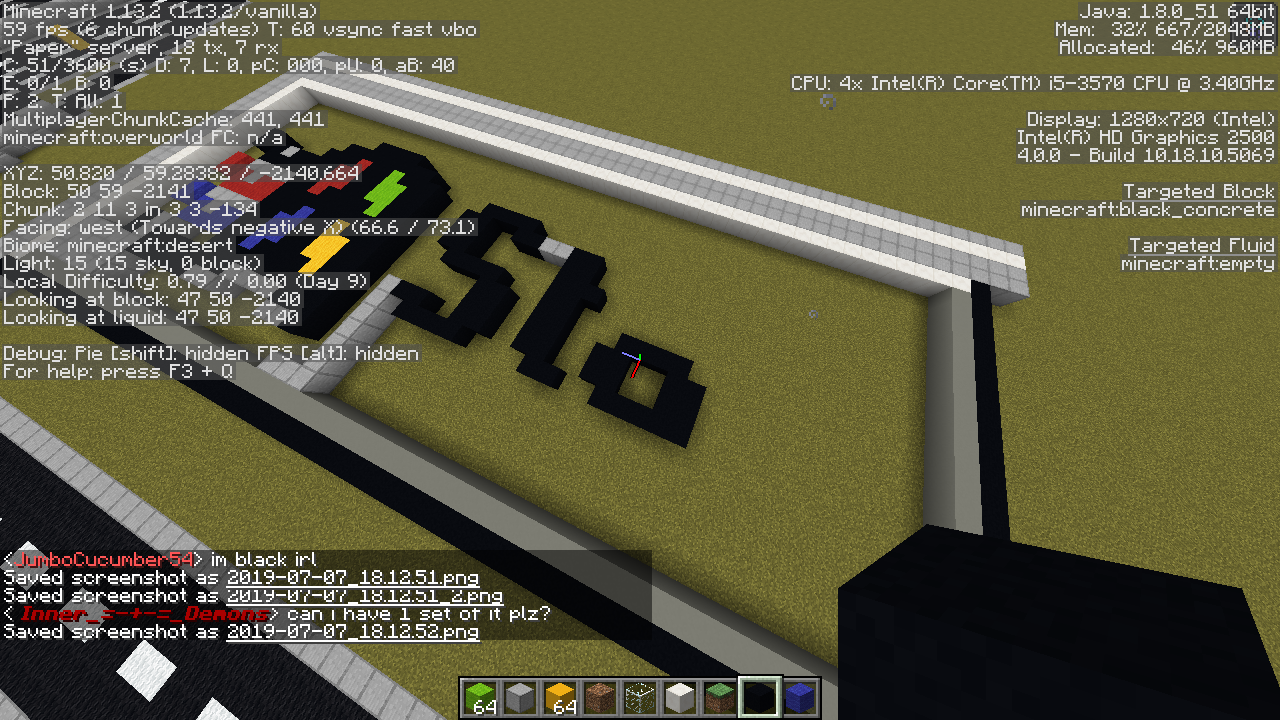 Minecraft 1.13.2 (1.13.2/vanilla)
59 fps (6 chunk updates) T: 60 vsync fast vbo
"Paper" server, 18 tx, 7 rx
C: 51/3600 (s) D: 7, L: 0, pC: 000, pU: 0, aB: 40
E: 0/1, B: 0
P: 2. T: All: 1
MultiplayerChunkCache: 441, 441
minecraft:overworld FC: n/a
XYZ: 50.820 / 59.28382 / -2140.664
Block: 50 59 -2141
Chunk: 2 11 3 in 3 3 -134
Facing: west (Towards negative X) (66.6 / 73.1)
Biome: minecraft:desert
Light: 15 (15 sky, 0 block)
Local Difficulty: 0.79 // 0.00 (Day 9)
Looking at block: 47 50 -2140
Looking at liquid: 47 50 -2140
Debug: Pie [shift]: hidden FPS [alt]: hidden
For help: press F3 + Q
Java: 1.8.0_51 64bit
Mem: 32% 667/2048MB
Allocated: 46% 960MB
CPU: 4x Intel(R) Core(TM) i5-3570 CPU @ 3.40GHz
Display: 1280x720 (Intel)
Intel(R) HD Graphics 2500
4.0.0 - Build 10.18.10.5069
Targeted Block
minecraft:black_concrete
Targeted Fluid
minecraft:empty
Sto
<JumboCucumber54> im black irl
Saved screenshot as 2019-07-07_18.12.51.png
Saved screenshot as 2019-07-07_18.12.51_2.png
< Inner_=-+-=_Demons> can i have 1 set of it plz?
Saved screenshot as 2019-07-07_18.12.52.png
64
64